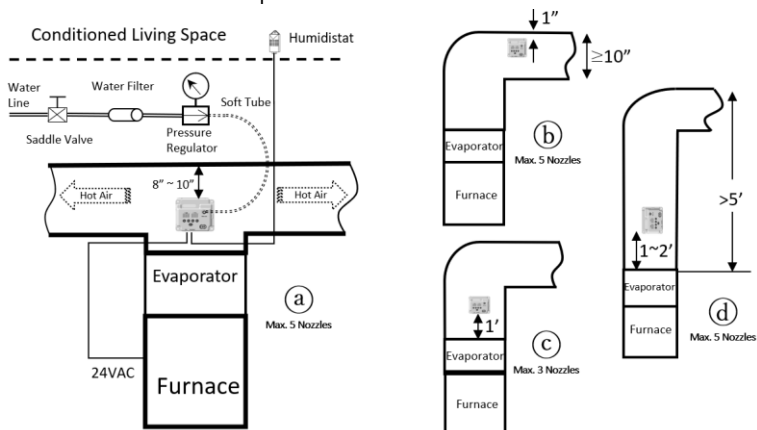 Conditioned Living Space
Humidistat
Water
Line
Water Filter
Soft Tube
Saddle Valve
Pressure
Regulator
8” ~ 10”
Hot Air
Hot Air
Evaporator
a
Max. 5 Nozzles
24VAC
Furnace
1”
≥10”
b
Max. 5 Nozzles
Evaporator
Furnace
1’
c
Max. 3 Nozzles
Evaporator
Furnace
>5’
1~2’
Evaporator
Furnace
d
Max. 5 Nozzles